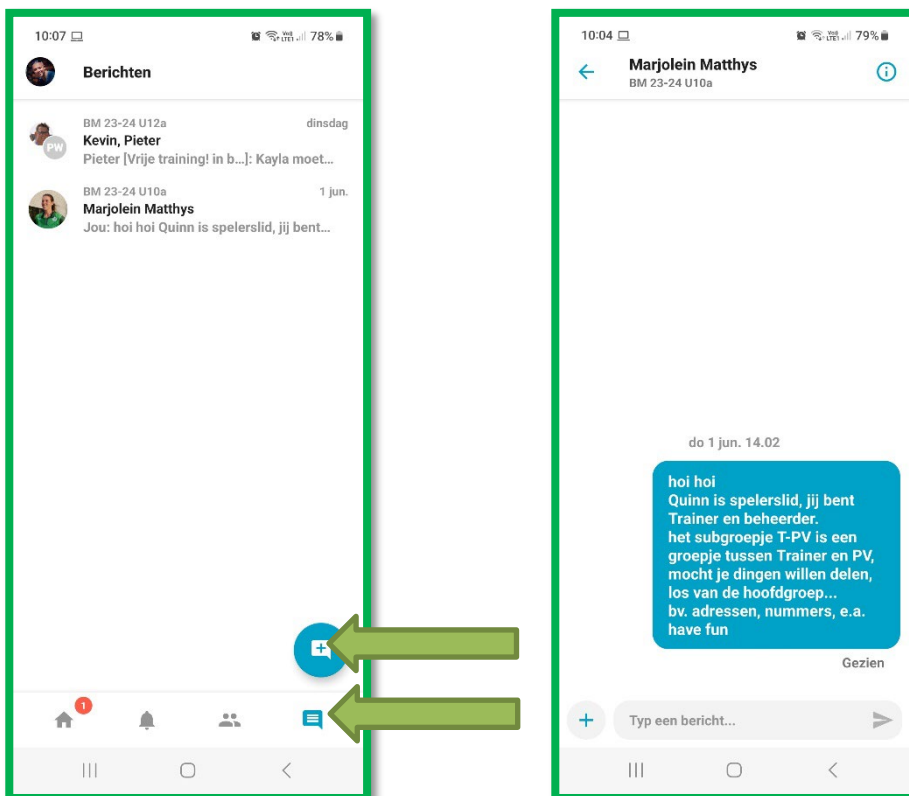 10:07
78%
Berichten
BM 23-24 U12a dinsdag
Kevin, Pieter
PW
Pieter [Vrije training! in b...]: Kayla moet...
BM 23-24 U10a 1 jun.
Marjolein Matthys
Jou: hoi hoi Quinn is spelerslid, jij bent...
1
10:04
79%
Marjolein Matthys
BM 23-24 U10a
do 1 jun. 14.02
hoi hoi
Quinn is spelerslid, jij bent
Trainer en beheerder.
het subgroepje T-PV is een
groepje tussen Trainer en PV,
mocht je dingen willen delen,
los van de hoofdgroep...
bv. adressen, nummers, e.a.
have fun
Gezien
Typ een bericht...